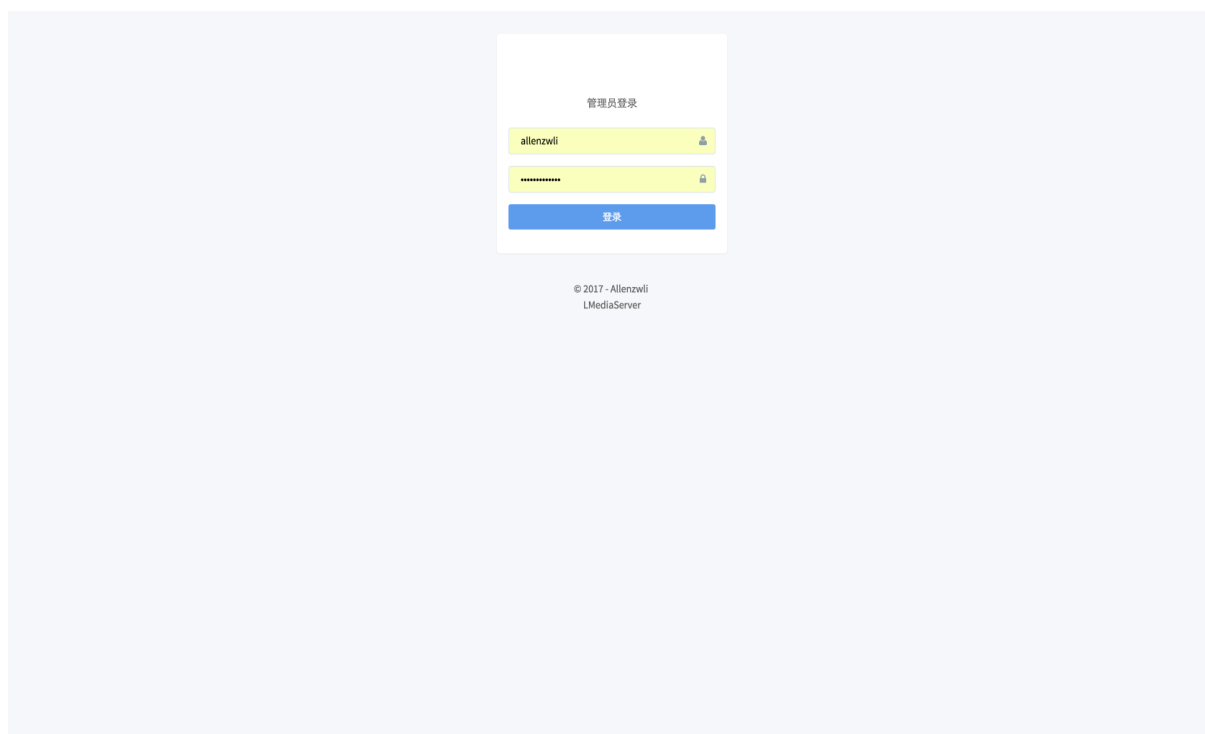 管理员登录
allenzwli
•••••••••••••
登录
© 2017 - Allenzwli
LMediaServer